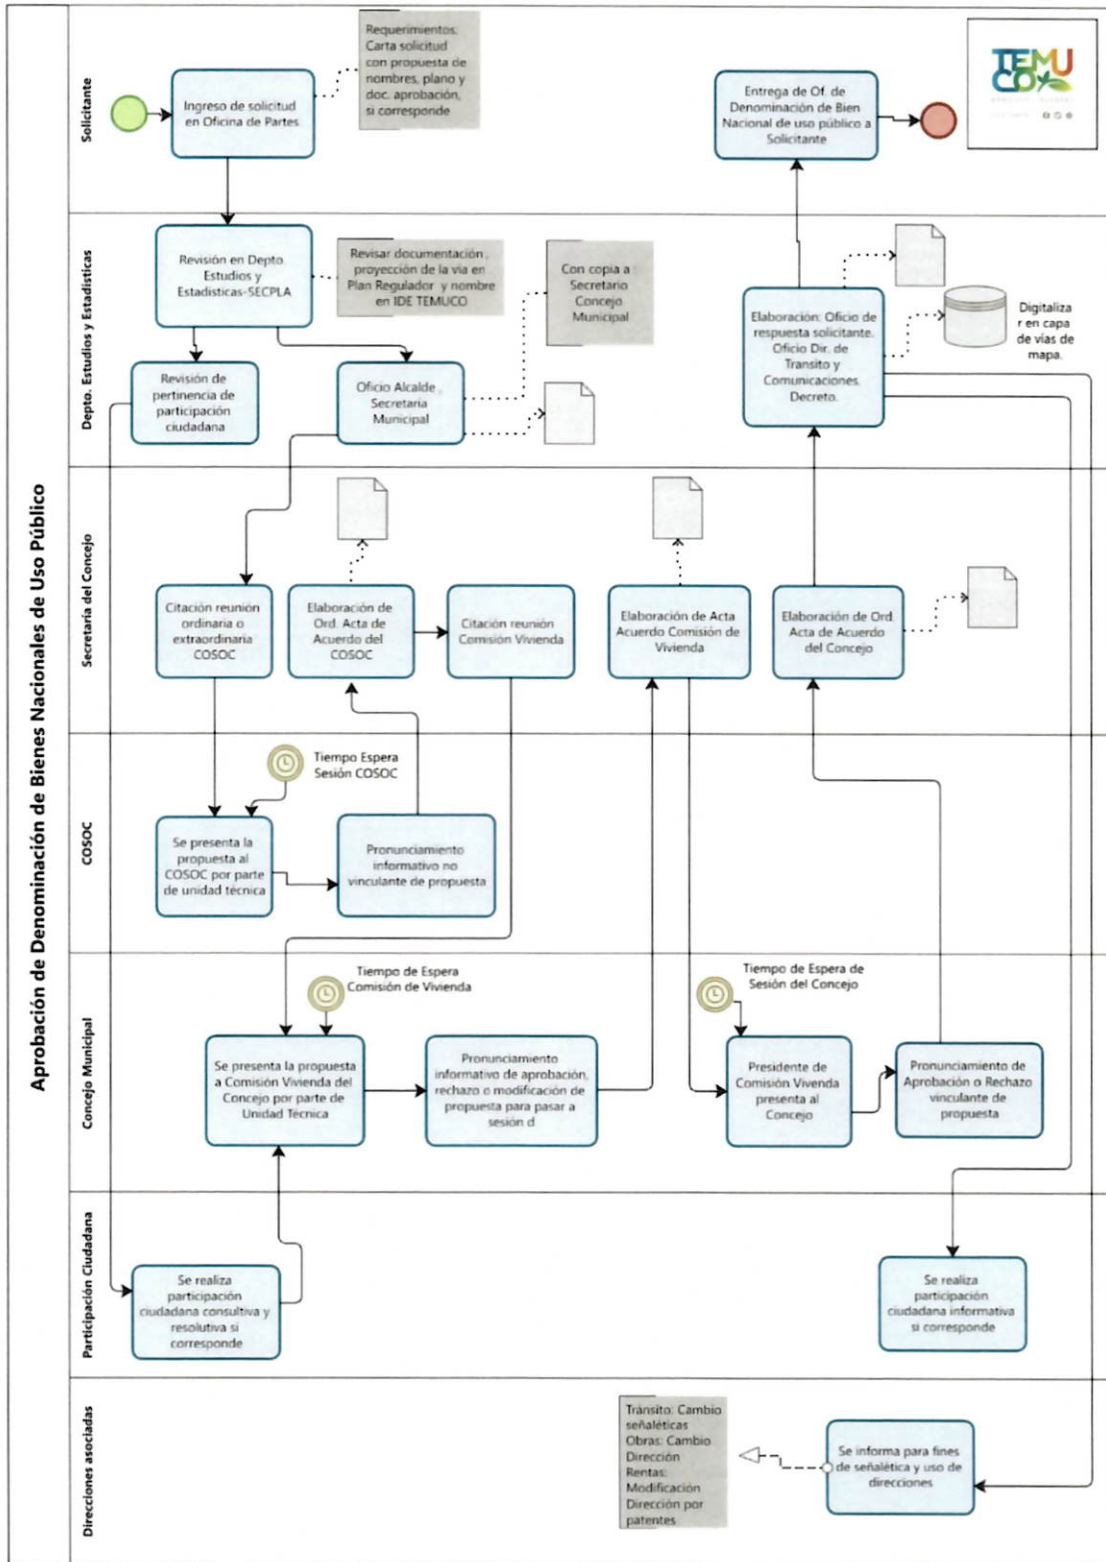 Aprobación de Denominación de Bienes Nacionales de Uso Público
Solicitante
Ingreso de solicitud
en Oficina de Partes
Requerimientos:
Carta solicitud
con propuesta de
nombres, plano y
doc. aprobación,
si corresponde
Entrega de Of. de
Denominación de Bien
Nacional de uso público a
Solicitante
TEMU
CO
Depto. Estudios y Estadísticas
Revisión en Depto.
Estudios y
Estadísticas-SECPLA
Revisar documentación,
proyección de la vía en
Plan Regulador y nombre
en IDE TEMUCO
Con copia a
Secretario
Concejo
Municipal
Revisión de
pertinencia de
participación
ciudadana
Oficio Alcalde,
Secretaria
Municipal
Elaboración: Oficio de
respuesta solicitante.
Oficio Dir. de
Transito y
Comunicaciones.
Decreto.
Digitaliza
r en capa
de vías de
mapa.
Secretaría del Concejo
Citación reunión
ordinaria o
extraordinaria
COSOC
Elaboración de
Ord. Acta de
Acuerdo del
COSOC
Citación reunión
Comisión Vivienda
Elaboración de Acta
Acuerdo Comisión de
Vivienda
Elaboración de Ord.
Acta de Acuerdo
del Concejo
COSOC
Tiempo Espera
Sesión COSOC
Se presenta la
propuesta al
COSOC por parte
de unidad técnica
Pronunciamiento
informativo no
vinculante de propuesta
Concejo Municipal
Tiempo de Espera
Comisión de Vivienda
Se presenta la propuesta
a Comisión Vivienda del
Concejo por parte de
Unidad Técnica
Pronunciamiento
informativo de aprobación,
rechazo o modificación de
propuesta para pasar a
sesión d
Tiempo de Espera de
Sesión del Concejo
Presidente de
Comisión Vivenda
presenta al
Concejo
Pronunciamiento de
Aprobación o Rechazo
vinculante de
propuesta
Participación Ciudadana
Se realiza
participación
ciudadana consultiva y
resolutiva si
corresponde
Se realiza
participación
ciudadana informativa
si corresponde
Direcciones asociadas
Tránsito: Cambio
señaléticas
Obras: Cambio
Dirección
Rentas:
Modificación
Dirección por
patentes
Se informa para fines
de señalética y uso de
direcciones